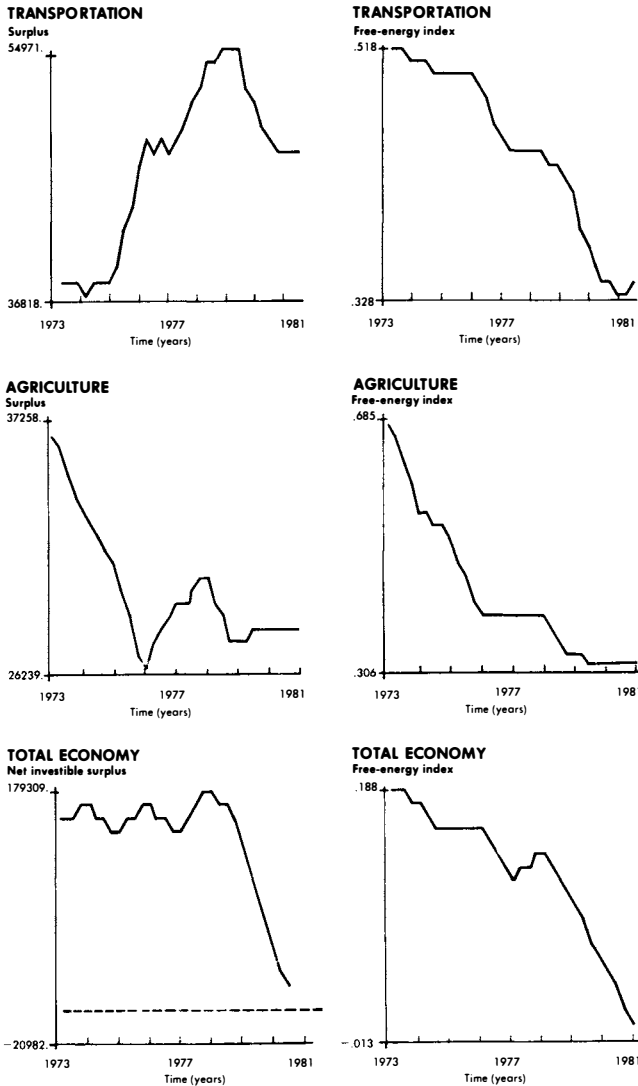 TRANSPORTATION
Surplus
54971.
36818.
1973 1977 1981
Time (years)
TRANSPORTATION
Free-energy index
.518
.328
1973 1977 1981
Time (years)
AGRICULTURE
Surplus
37258.
26239.
1973 1977 1981
Time (years)
AGRICULTURE
Free-energy index
.685
.306
1973 1977 1981
Time (years)
TOTAL ECONOMY
Net investible surplus
179309.
-20982.
1973 1977 1981
Time (years)
TOTAL ECONOMY
Free-energy index
.188
-.013
1973 1977 1981
Time (years)